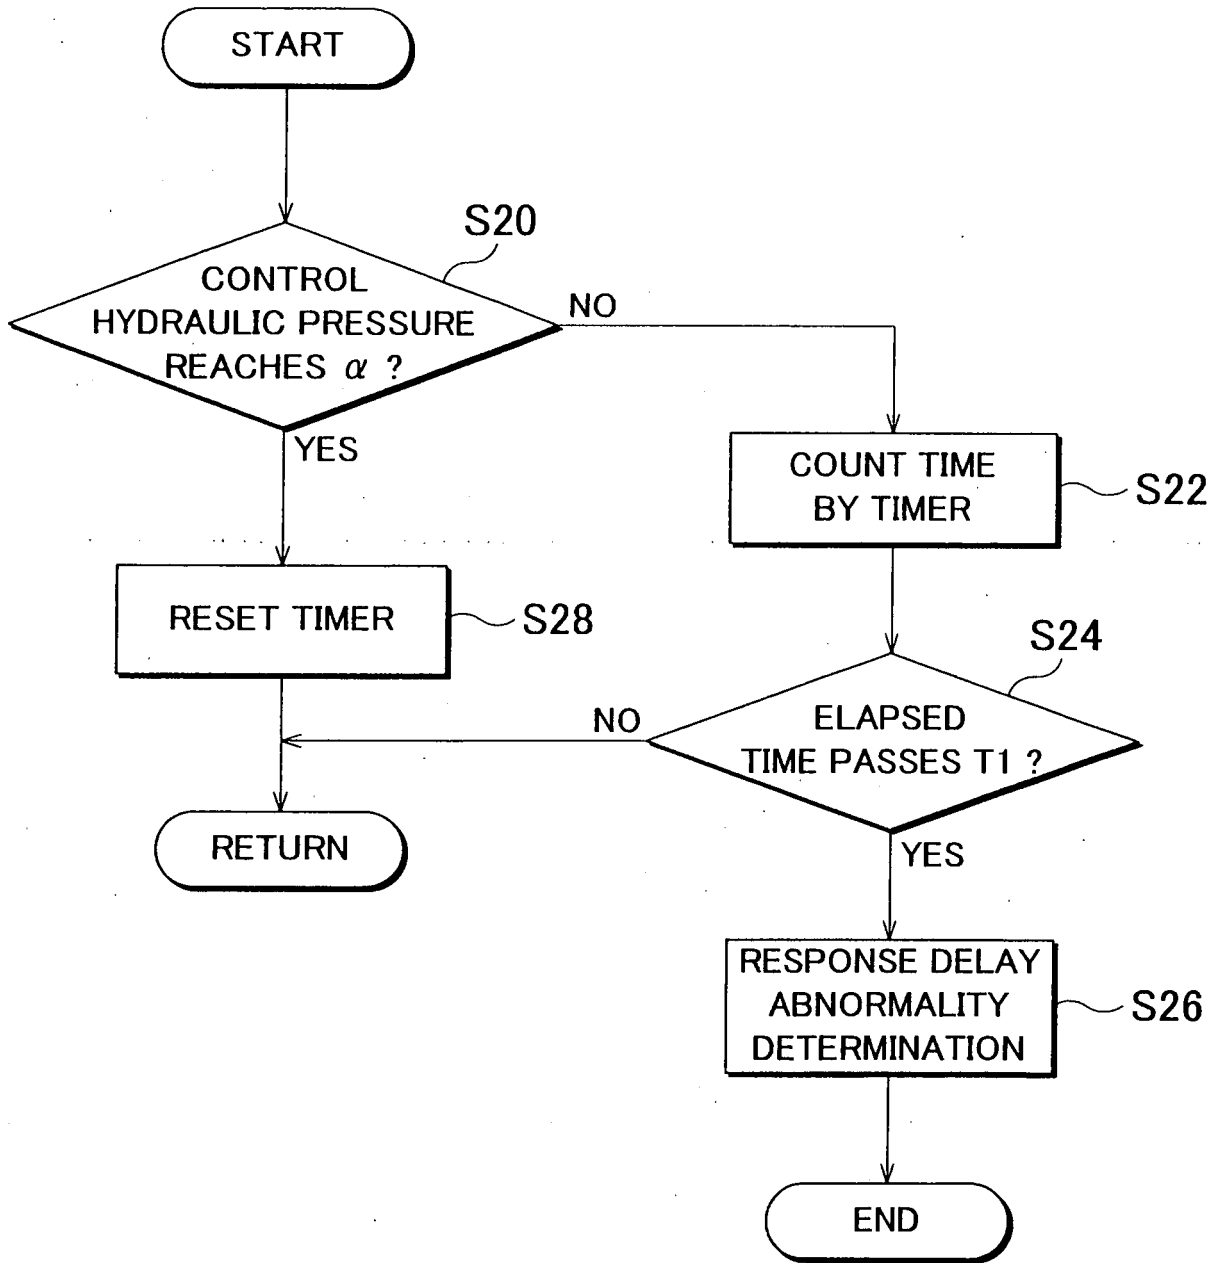 START
S20
CONTROL
HYDRAULIC PRESSURE
REACHES α ?
NO
YES
COUNT TIME
BY TIMER
S22
RESET TIMER
S28
S24
ELAPSED
TIME PASSES T1 ?
NO
YES
RETURN
RESPONSE DELAY
ABNORMALITY
DETERMINATION
S26
END